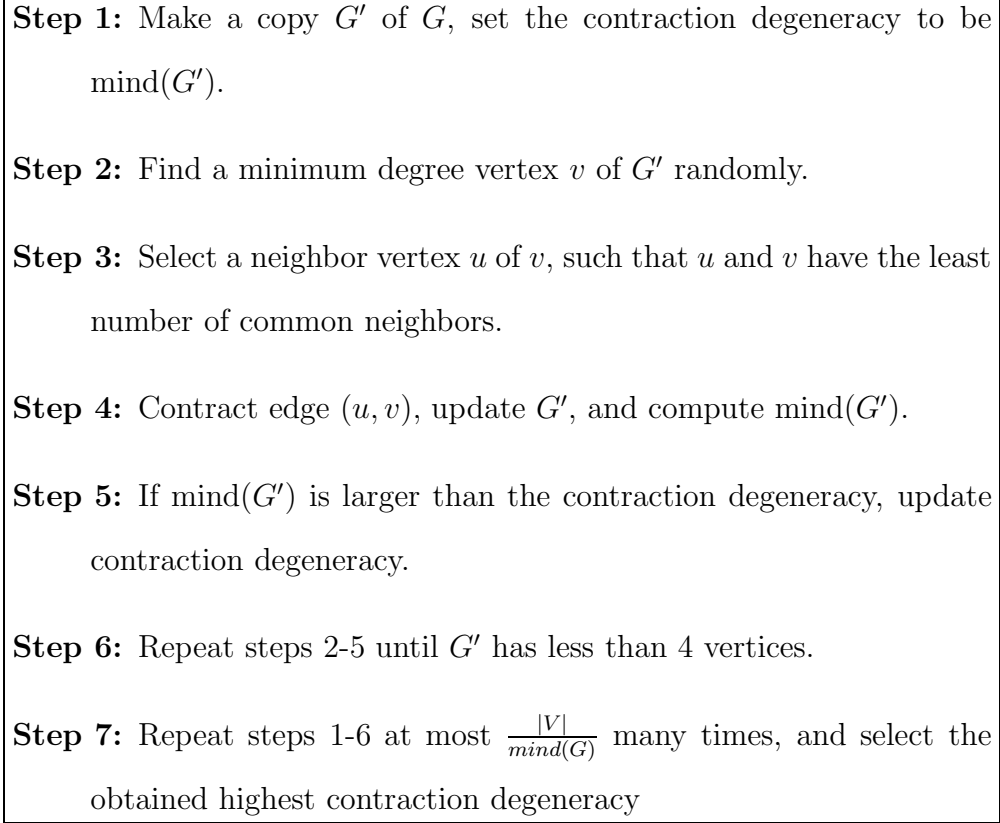 Step 1: Make a copy G′ of G, set the contraction degeneracy to be
mind(G′).
Step 2: Find a minimum degree vertex v of G′ randomly.
Step 3: Select a neighbor vertex u of v, such that u and v have the least
number of common neighbors.
Step 4: Contract edge (u, v), update G′, and compute mind(G′).
Step 5: If mind(G′) is larger than the contraction degeneracy, update
contraction degeneracy.
Step 6: Repeat steps 2-5 until G′ has less than 4 vertices.
Step 7: Repeat steps 1-6 at most |V|/mind(G) many times, and select the
obtained highest contraction degeneracy